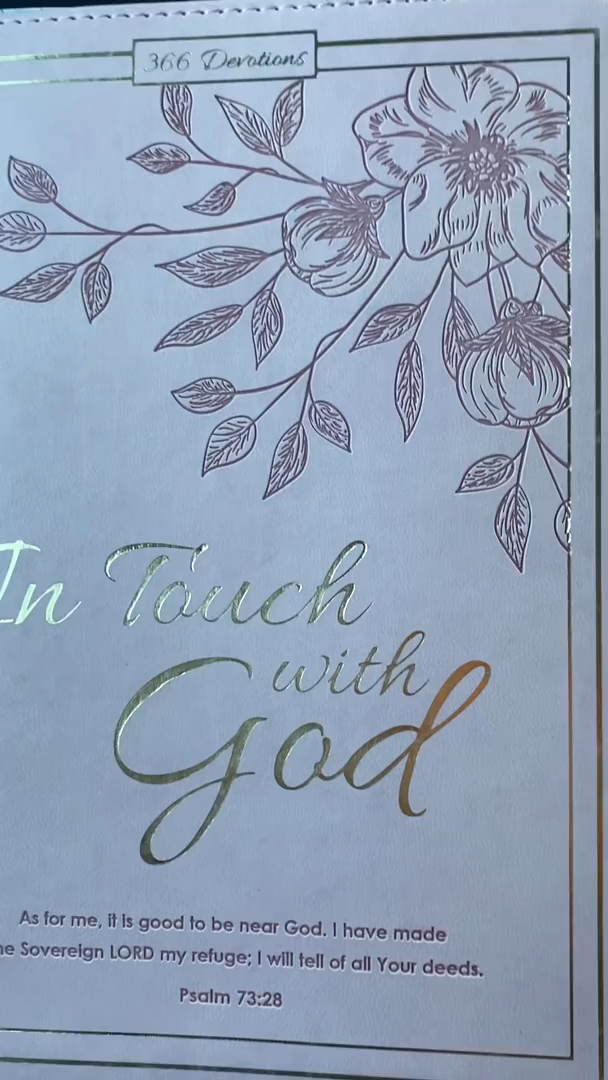 366 Devotions
In Touch
with
God
As for me, it is good to be near God. I have made
he Sovereign LORD my refuge; I will tell of all Your deeds.
Psalm 73:28